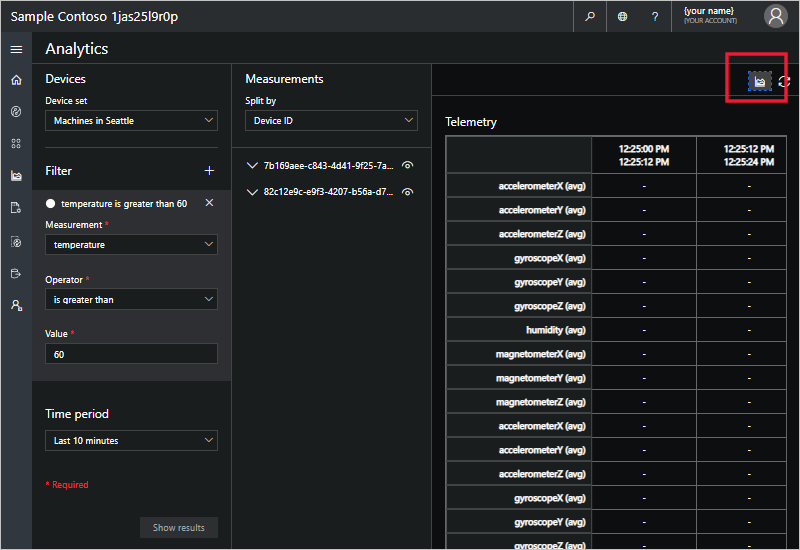 Sample Contoso 1jas25l9r0p
?
{your name}
{YOUR ACCOUNT}
Analytics
Devices
Device set
Machines in Seattle
Filter
temperature is greater than 60
Measurement *
temperature
Operator *
is greater than
Value *
60
Time period
Last 10 minutes
* Required
Show results
Measurements
Split by
Device ID
7b169aee-c843-4d41-9f25-7a...
82c12e9c-e9f3-4207-b56a-d7...
Telemetry
12:25:00 PM 12:25:12 PM
12:25:12 PM 12:25:24 PM
accelerometerX (avg) - -
accelerometerY (avg) - -
accelerometerZ (avg) - -
gyroscopeX (avg) - -
gyroscopeY (avg) - -
gyroscopeZ (avg) - -
humidity (avg) - -
magnetometerX (avg) - -
magnetometerY (avg) - -
magnetometerZ (avg) - -
accelerometerX (avg) - -
accelerometerY (avg) - -
accelerometerZ (avg) - -
gyroscopeX (avg) - -
gyroscopeY (avg) - -
gyroscopeZ (avg) - -